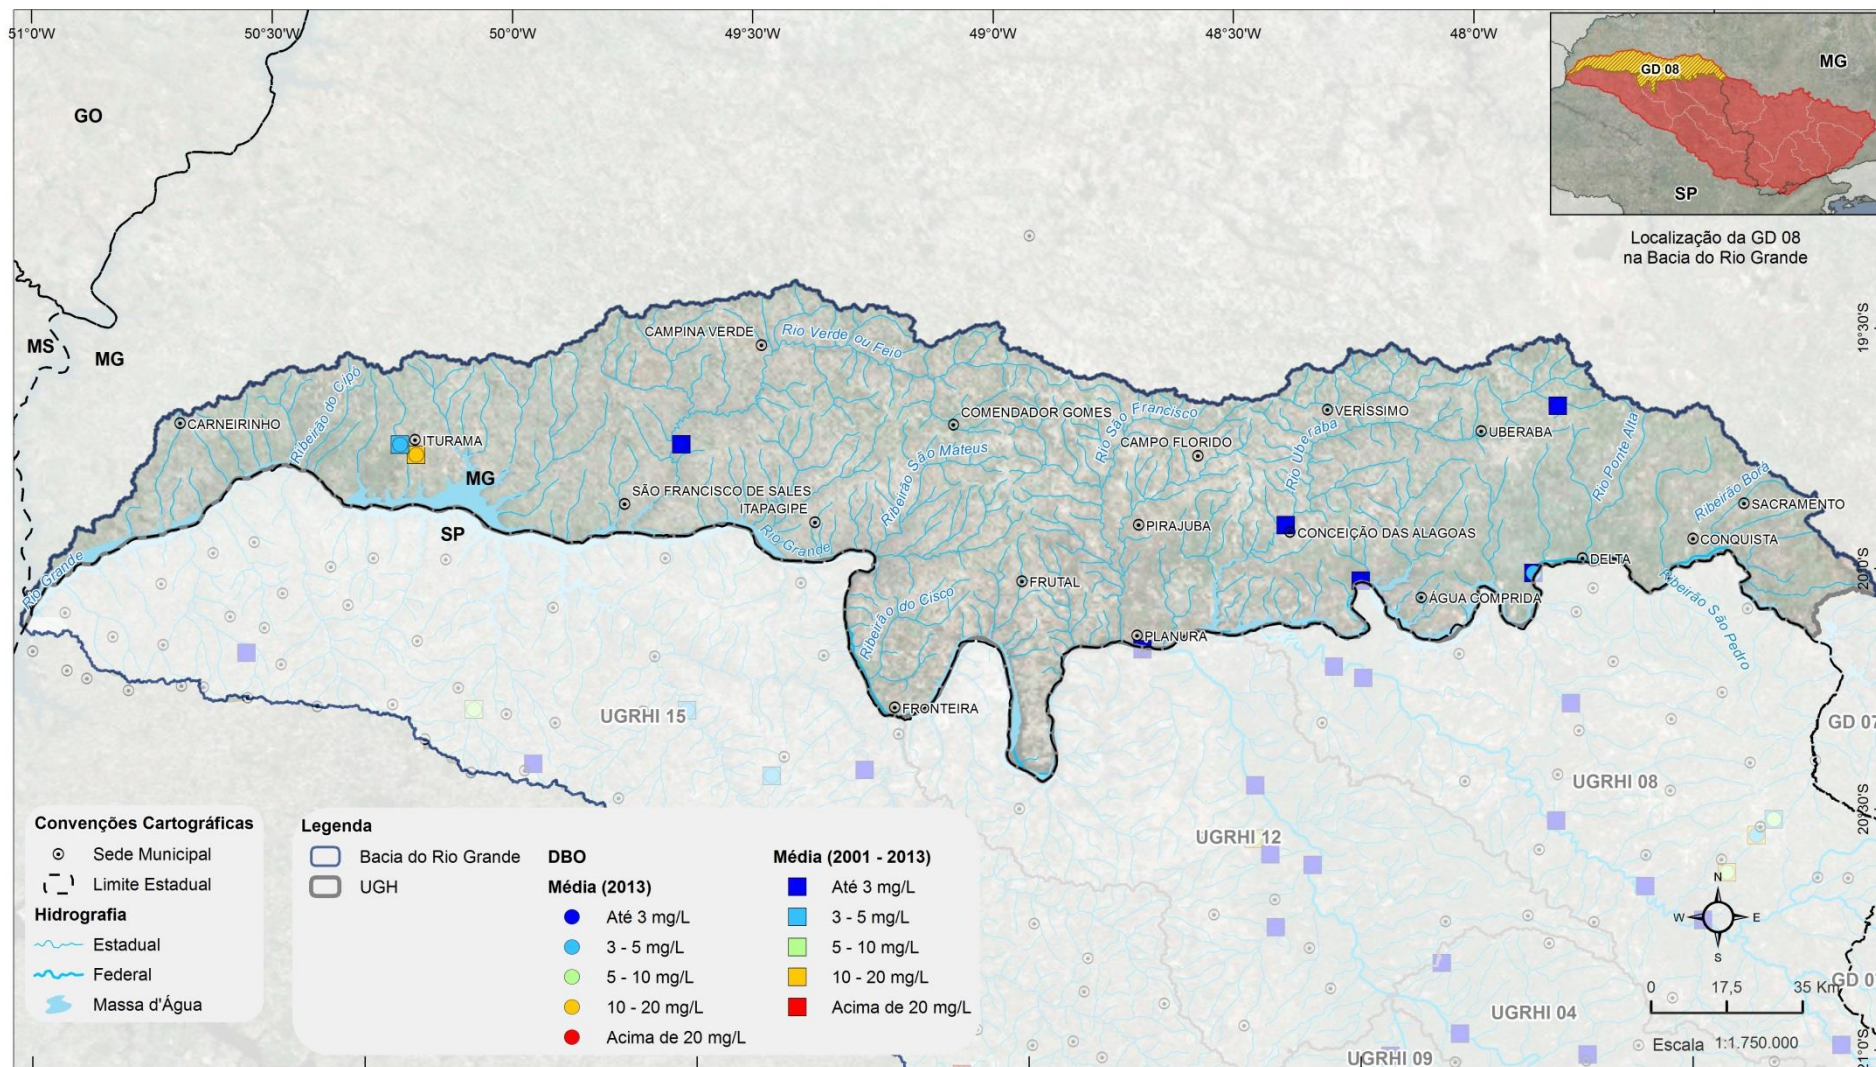 51°0'W
50°30'W
50°0'W
49°30'W
49°0'W
48°30'W
48°0'W
GO
MS
MG
MG
SP
GD 08
MG
SP
Localização da GD 08
na Bacia do Rio Grande
19°30'S
20°0'S
20°30'S
21°0'S
CAMPINA VERDE
Rio Verde ou Feio
CARNEIRINHO
Ribeirão do Cipó
ITURAMA
COMENDADOR GOMES
Rio São Francisco
VERÍSSIMO
CAMPO FLORIDO
UBERABA
Rio Uberaba
Rio Ponte Alta
Ribeirão São Mateus
Ribeirão Borá
SACRAMENTO
SÃO FRANCISCO DE SALES
ITAPAGIPE
PIRAJUBA
CONCEIÇÃO DAS ALAGOAS
CONQUISTA
Rio Grande
Rio Grande
DELTA
FRUTAL
ÁGUA COMPRIDA
Ribeirão do Cisco
Ribeirão São Pedro
PLANURA
FRONTEIRA
UGRHI 15
GD 07
UGRHI 08
UGRHI 12
UGRHI 04
UGRHI 09
GD 0
Convenções Cartográficas
Sede Municipal
Limite Estadual
Hidrografia
Estadual
Federal
Massa d'Água
Legenda
Bacia do Rio Grande
UGH
DBO
Média (2013)
Até 3 mg/L
3 - 5 mg/L
5 - 10 mg/L
10 - 20 mg/L
Acima de 20 mg/L
Média (2001 - 2013)
Até 3 mg/L
3 - 5 mg/L
5 - 10 mg/L
10 - 20 mg/L
Acima de 20 mg/L
N
W E
S
0 17,5 35 Km
Escala 1:1.750.000